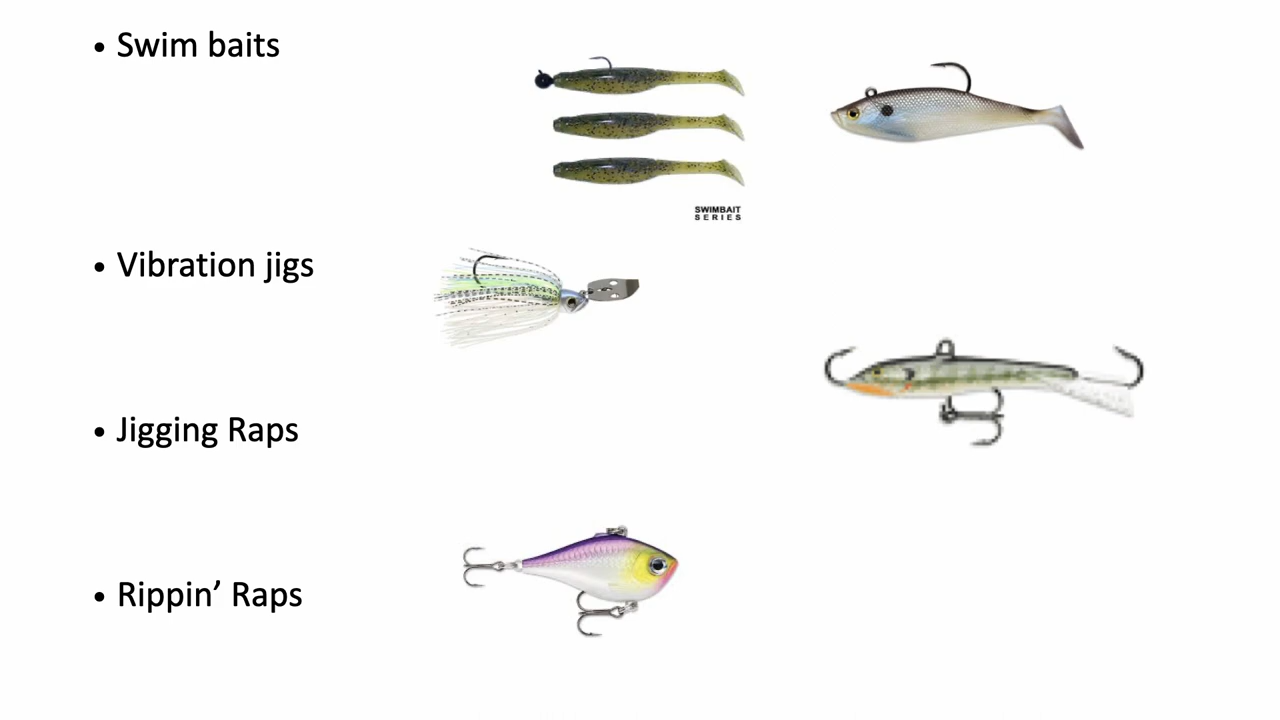 • Swim baits
SWIMBAIT
SERIES
• Vibration jigs
• Jigging Raps
• Rippin’ Raps